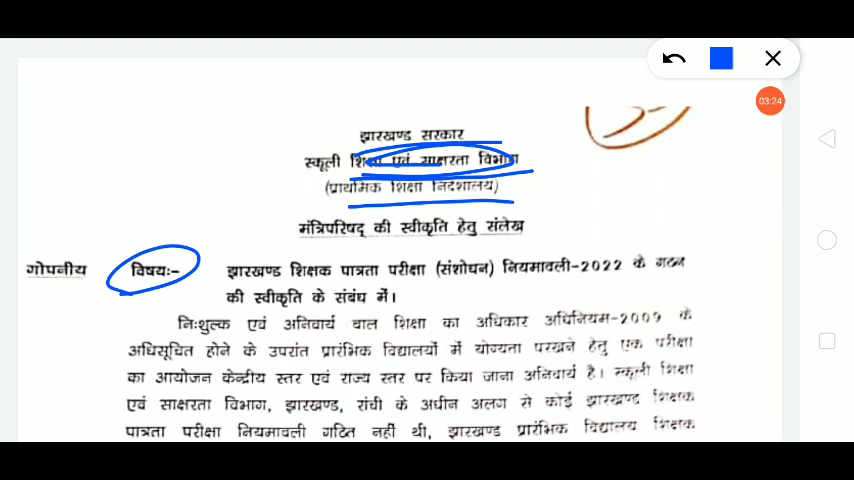 03:24
झारखण्ड सरकार
स्कूली शिक्षा एवं साक्षरता विभाग
(प्राथमिक शिक्षा निदेशालय)
मंत्रिपरिषद् की स्वीकृति हेतु संलेख
गोपनीय विषयः- झारखण्ड शिक्षक पात्रता परीक्षा (संशोधन) नियमावली-2022 के गठन
की स्वीकृति के संबंध में।
निःशुल्क एवं अनिवार्य बाल शिक्षा का अधिकार अधिनियम-2009 के
अधिसूचित होने के उपरांत प्रारंभिक विद्यालयों में योग्यता परखने हेतु एक परीक्षा
का आयोजन केन्द्रीय स्तर एवं राज्य स्तर पर किया जाना अनिवार्य है। स्कूली शिक्षा
एवं साक्षरता विभाग, झारखण्ड, रांची के अधीन अलग से कोई झारखण्ड शिक्षक
पात्रता परीक्षा नियमावली गठित नहीं थी, झारखण्ड प्रारंभिक विद्यालय शिक्षक